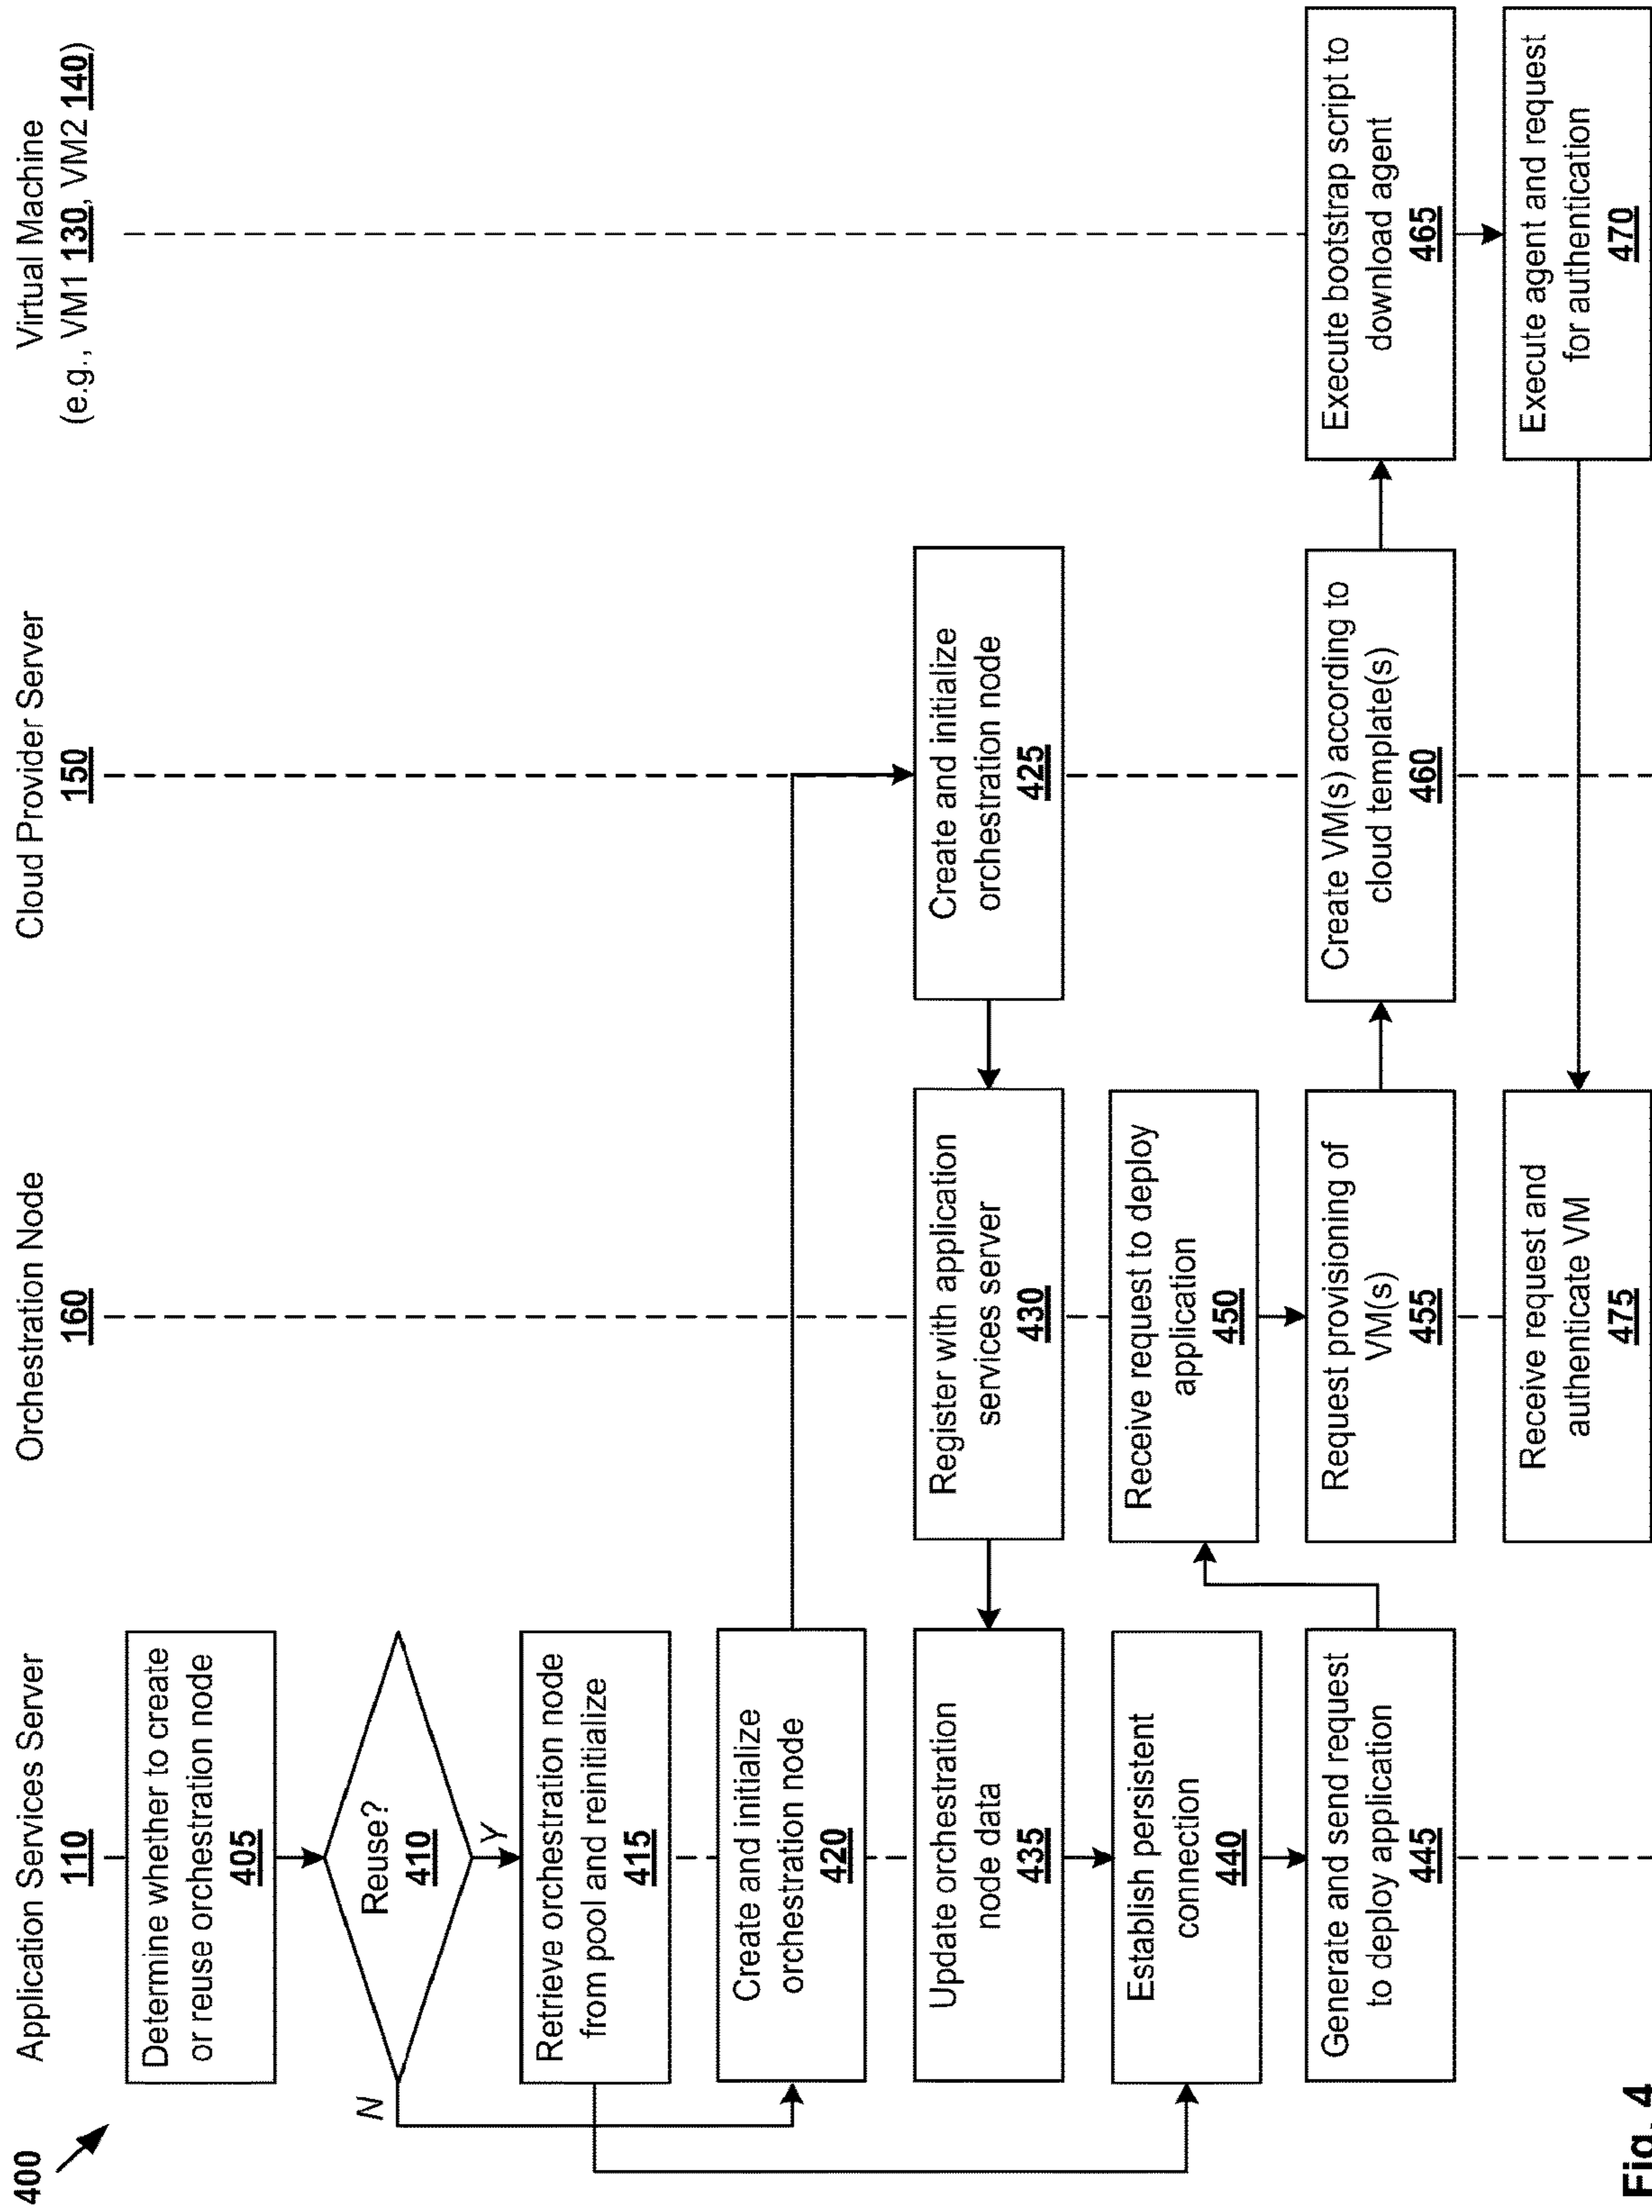 400
Application Services Server
110
Orchestration Node
160
Cloud Provider Server
150
Virtual Machine
(e.g., VM1 130, VM2 140)
Determine whether to create
or reuse orchestration node
405
Reuse?
410
N
Y
Retrieve orchestration node
from pool and reinitialize
415
Create and initialize
orchestration node
420
Create and initialize
orchestration node
425
Register with application
services server
430
Update orchestration
node data
435
Establish persistent
connection
440
Generate and send request
to deploy application
445
Receive request to deploy
application
450
Request provisioning of
VM(s)
455
Create VM(s) according to
cloud template(s)
460
Execute bootstrap script to
download agent
465
Execute agent and request
for authentication
470
Receive request and
authenticate VM
475
Fig. 4